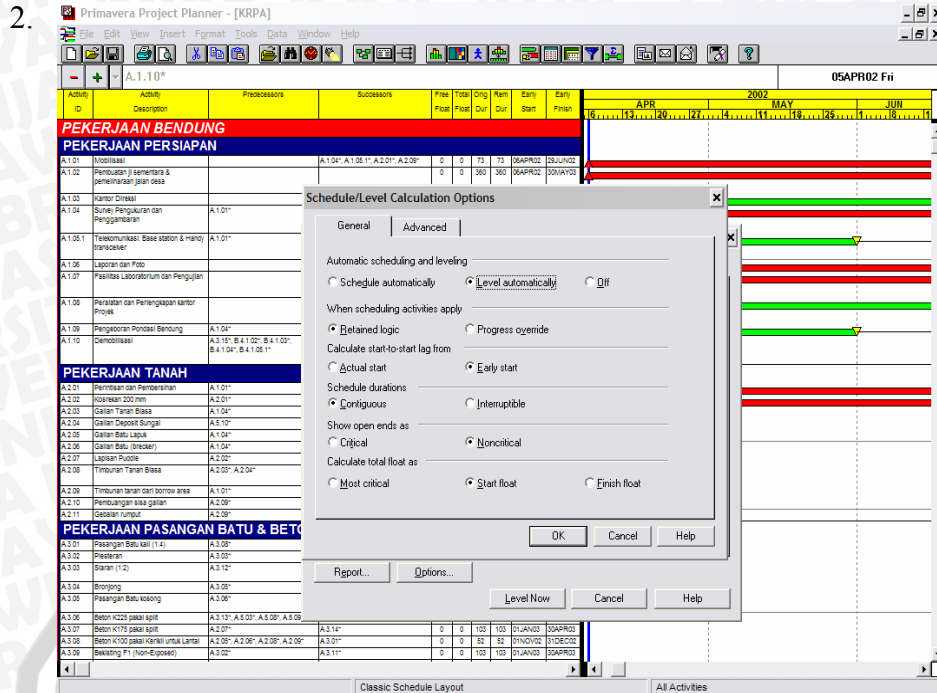 2.
Primavera Project Planner - [KRPA]
File Edit View Insert Format Tools Data Window Help
A.1.10*
05APR02 Fri
Activity Activity Predecessors Successors Free Total Orig Rem Early Early 2002
ID Description Float Float Dur Dur Start Finish APR MAY JUN
6 13 20 27 4 11 18 25 1 8 1
PEKERJAAN BENDUNG
PEKERJAAN PERSIAPAN
A.1.01 Mobilisasi A.1.04*, A.1.05.1*, A.2.01*, A.2.09* 0 0 73 73 06APR02 29JUN02
A.1.02 Pembuatan jl sementara & 0 0 360 360 06APR02 30MAY03
pemeliharaan jalan desa
A.1.03 Kantor Direksi
A.1.04 Survey Pengukuran dan A.1.01*
Penggambaran
A.1.05.1 Telekomunikasi: Base station & Handy A.1.01*
transceiver
A.1.06 Laporan dan Foto
A.1.07 Fasilitas Laboratorium dan Pengujian
A.1.08 Peralatan dan Perlengkapan kantor
Proyek
A.1.09 Pengeboran Pondasi Bendung A.1.04*
A.1.10 Demobilisasi A.3.15*, B.4.1.02*, B.4.1.03*,
B.4.1.04*, B.4.1.05.1*
PEKERJAAN TANAH
A.2.01 Perintisan dan Pembersihan A.1.01*
A.2.02 Kosrekan 200 mm A.2.01*
A.2.03 Galian Tanah Biasa A.1.04*
A.2.04 Galian Deposit Sungai A.5.10*
A.2.05 Galian Batu Lapuk A.1.04*
A.2.06 Galian Batu (brecker) A.1.04*
A.2.07 Lapisan Puddle A.2.02*
A.2.08 Timbunan Tanah Biasa A.2.03*, A.2.04*
A.2.09 Timbunan tanah dari borrow area A.1.01*
A.2.10 Pembuangan sisa galian A.2.09*
A.2.11 Gebalan rumput A.2.09*
PEKERJAAN PASANGAN BATU & BETO
A.3.01 Pasangan Batu kali (1:4) A.3.08*
A.3.02 Plesteran A.3.03*
A.3.03 Siaran (1:2) A.3.12*
A.3.04 Bronjong A.3.05*
A.3.05 Pasangan Batu kosong A.3.06*
A.3.06 Beton K225 pakai split A.3.13*, A.5.03*, A.5.08*, A.5.09
A.3.07 Beton K175 pakai split A.2.07* A.3.14* 0 0 103 103 01JAN03 30APR03
A.3.08 Beton K100 pakai Kerikil untuk Lantai A.2.05*, A.2.06*, A.2.08*, A.2.09* A.3.01* 0 0 52 52 01NOV02 31DEC02
A.3.09 Bekisting F1 (Non-Exposed) A.3.02* A.3.11* 0 0 103 103 01JAN03 30APR03
Schedule/Level Calculation Options
General Advanced
Automatic scheduling and leveling
Schedule automatically Level automatically Off
When scheduling activities apply
Retained logic Progress override
Calculate start-to-start lag from
Actual start Early start
Schedule durations
Contiguous Interruptible
Show open ends as
Critical Noncritical
Calculate total float as
Most critical Start float Finish float
OK Cancel Help
Report... Options...
Level Now Cancel Help
Classic Schedule Layout All Activities